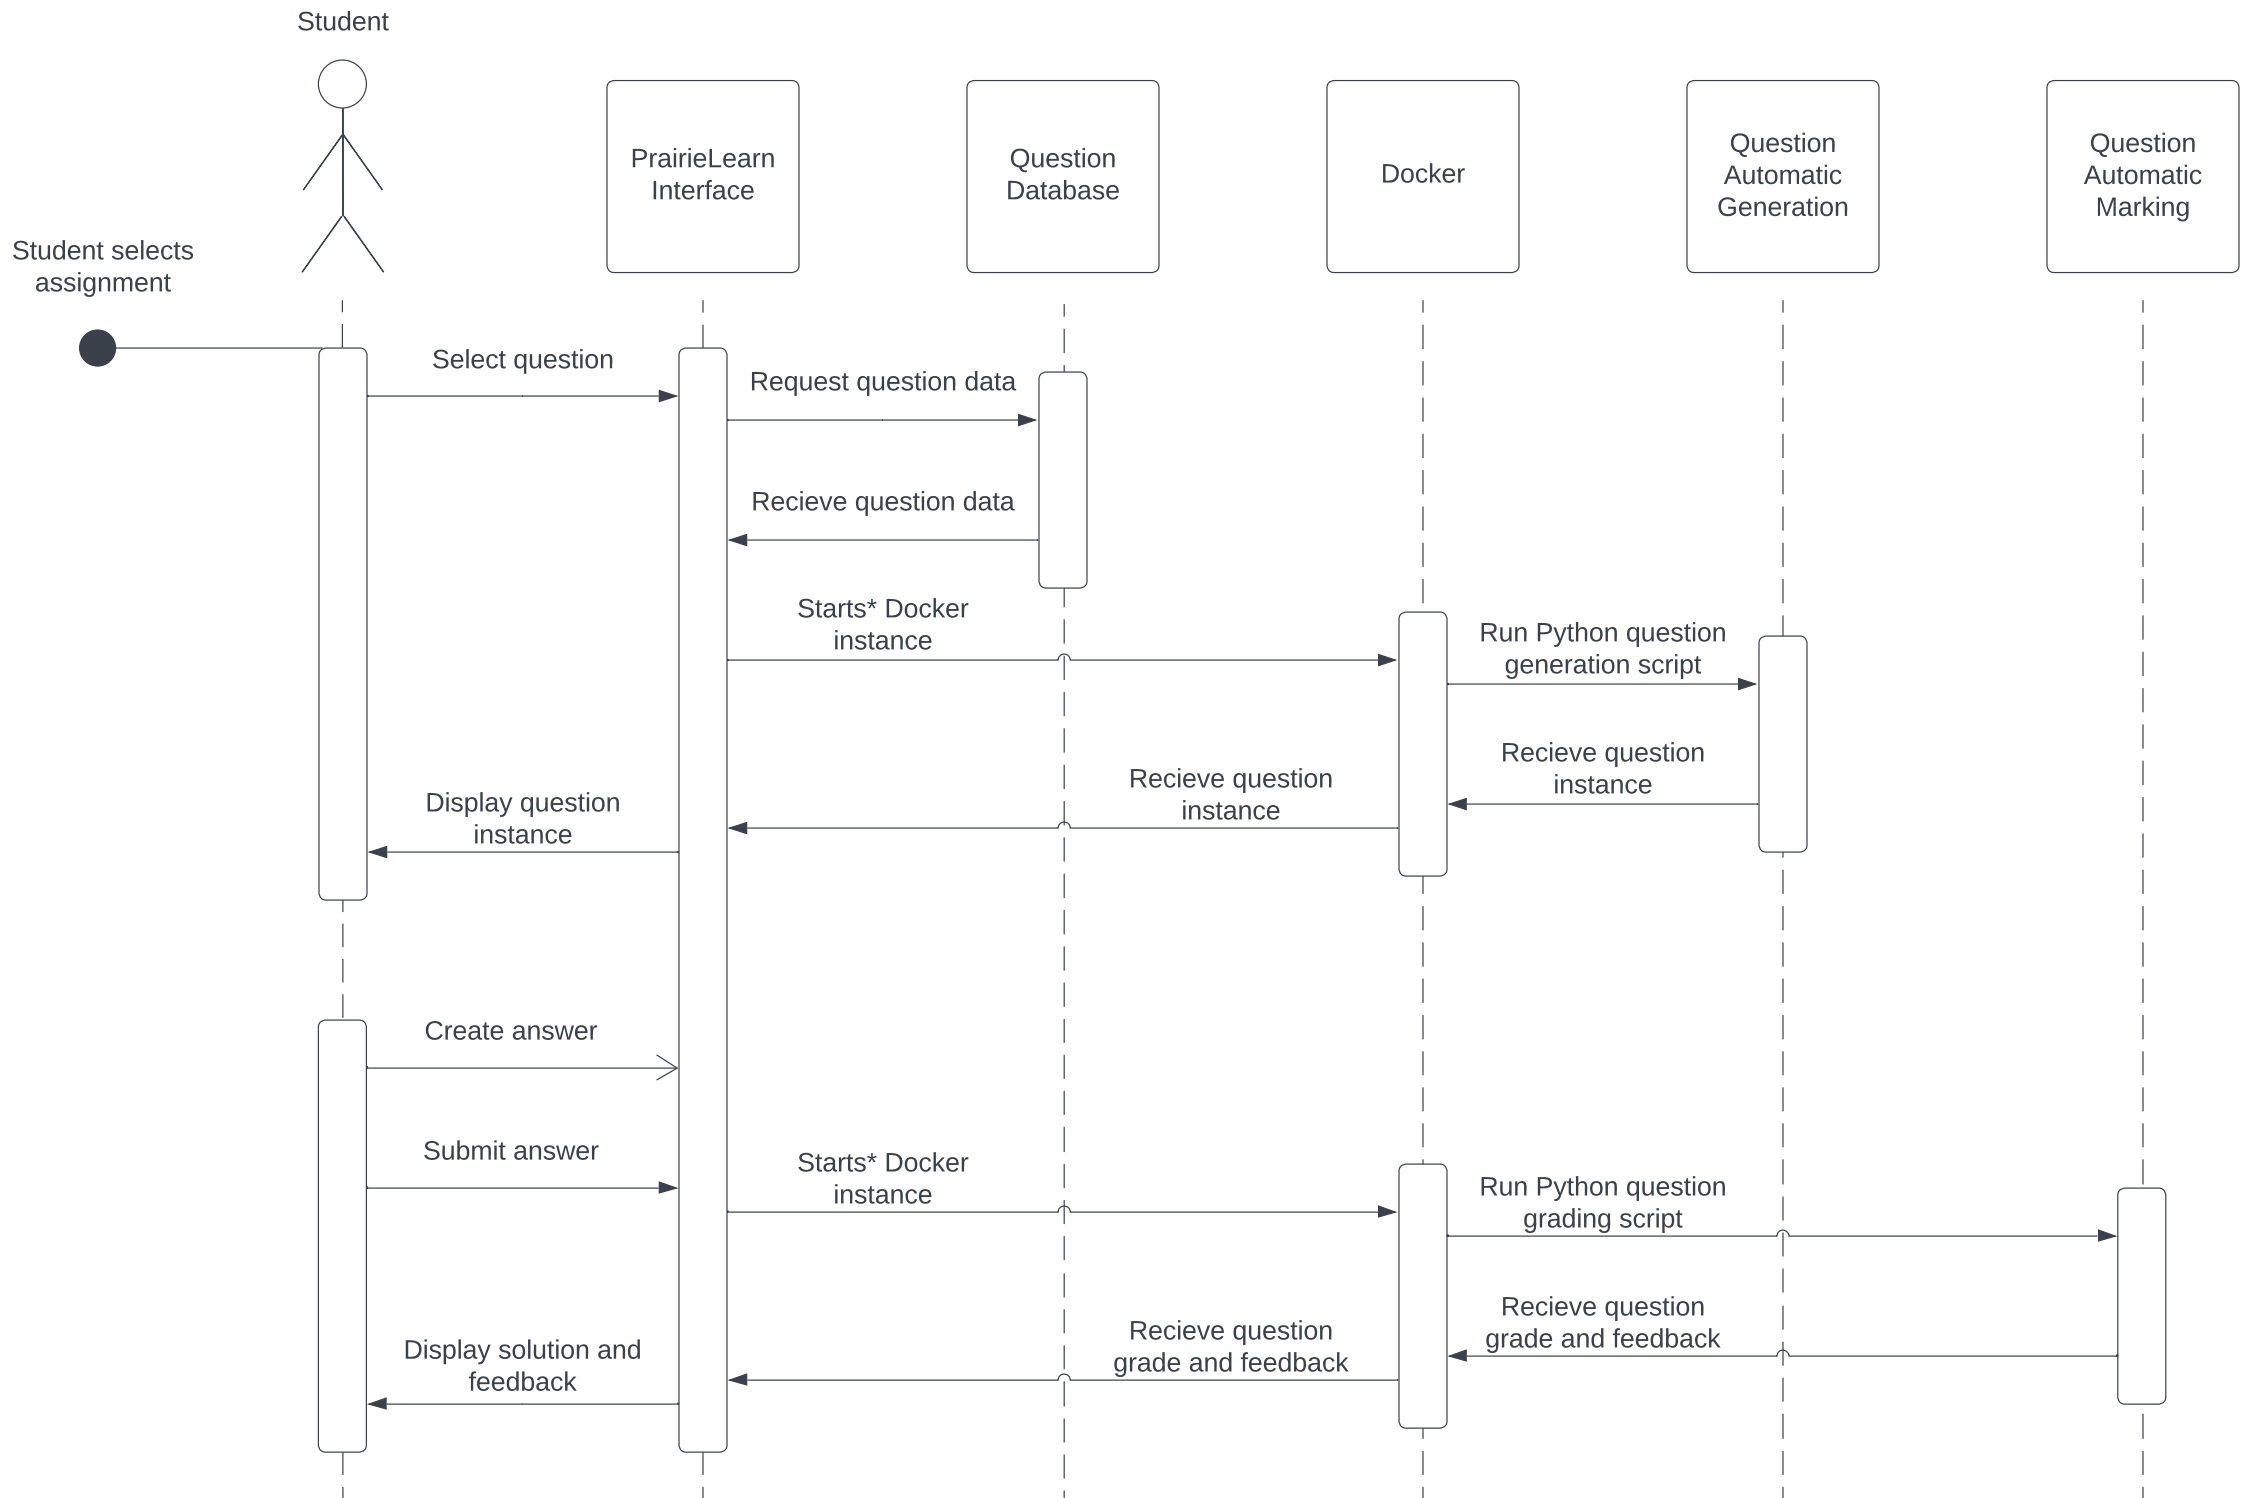 Student
PrairieLearn
Interface
Question
Database
Docker
Question
Automatic
Generation
Question
Automatic
Marking
Student selects
assignment
Select question
Request question data
Recieve question data
Starts* Docker
instance
Run Python question
generation script
Recieve question
instance
Recieve question
instance
Display question
instance
Create answer
Submit answer
Starts* Docker
instance
Run Python question
grading script
Recieve question
grade and feedback
Recieve question
grade and feedback
Display solution and
feedback